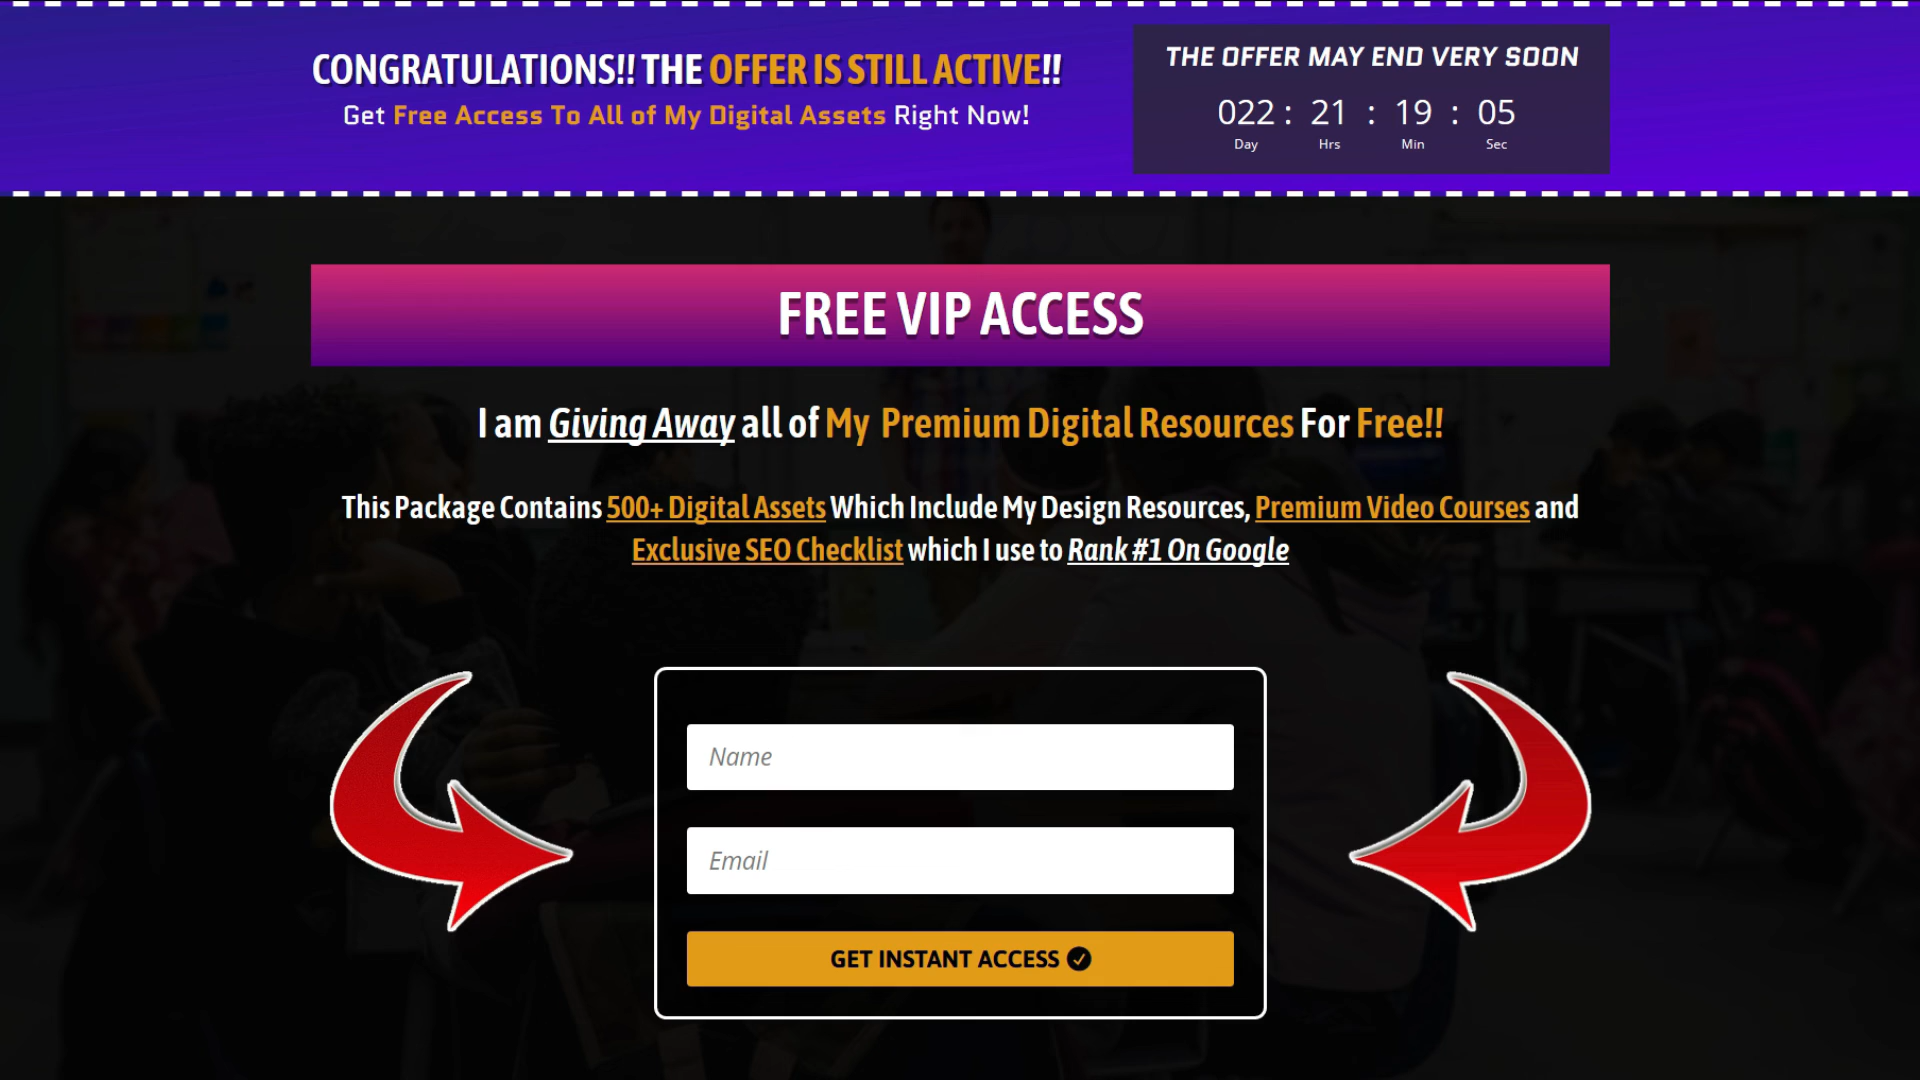 CONGRATULATIONS!! THE OFFER IS STILL ACTIVE!!
Get Free Access To All of My Digital Assets Right Now!
THE OFFER MAY END VERY SOON
022 : 21 : 19 : 05
Day Hrs Min Sec
FREE VIP ACCESS
I am Giving Away all of My Premium Digital Resources For Free!!
This Package Contains 500+ Digital Assets Which Include My Design Resources, Premium Video Courses and
Exclusive SEO Checklist which I use to Rank #1 On Google
Name
Email
GET INSTANT ACCESS